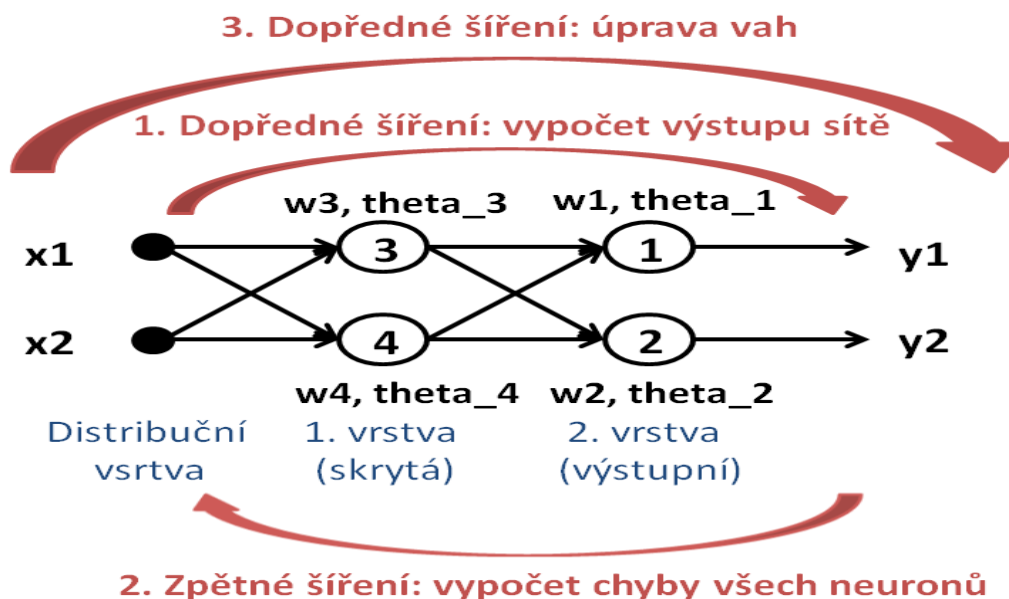 3. Dopředné šíření: úprava vah
1. Dopředné šíření: vypočet výstupu sítě
w3, theta_3 w1, theta_1
x1 3 1 y1
x2 4 2 y2
w4, theta_4 w2, theta_2
Distribuční 1. vrstva 2. vrstva
vsrtva (skrytá) (výstupní)
2. Zpětné šíření: vypočet chyby všech neuronů